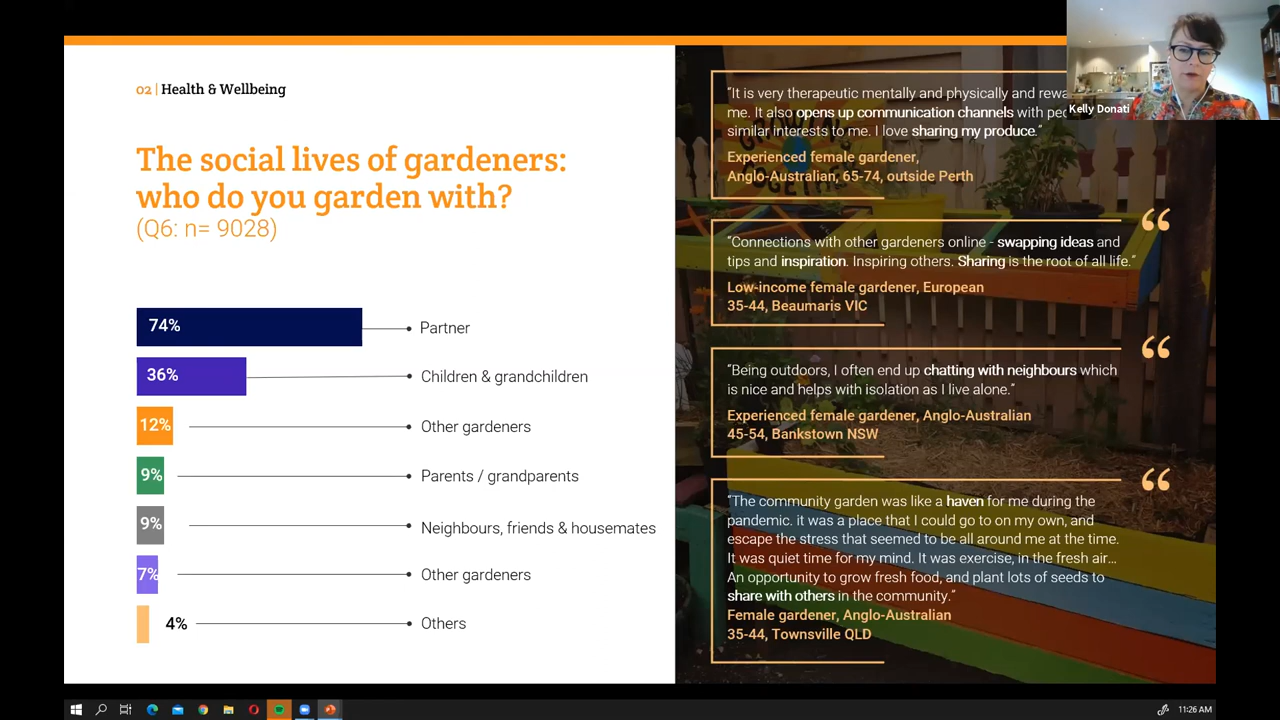 02 | Health & Wellbeing
The social lives of gardeners:
who do you garden with?
(Q6: n= 9028)
74% Partner
36% Children & grandchildren
12% Other gardeners
9% Parents / grandparents
9% Neighbours, friends & housemates
7% Other gardeners
4% Others
“It is very therapeutic mentally and physically and
me. It also opens up communication channels with
similar interests to me. I love sharing my produce.”
Experienced female gardener,
Anglo-Australian, 65-74, outside Perth
“Connections with other gardeners online - swapping ideas and
tips and inspiration. Inspiring others. Sharing is the root of all life.”
Low-income female gardener, European
35-44, Beaumaris VIC
“Being outdoors, I often end up chatting with neighbours which
is nice and helps with isolation as I live alone.”
Experienced female gardener, Anglo-Australian
45-54, Bankstown NSW
“The community garden was like a haven for me during the
pandemic. it was a place that I could go to on my own, and
escape the stress that seemed to be all around me at the time.
It was quiet time for my mind. It was exercise, in the fresh air...
An opportunity to grow fresh food, and plant lots of seeds to
share with others in the community.”
Female gardener, Anglo-Australian
35-44, Townsville QLD
Kelly Donati
11:26 AM